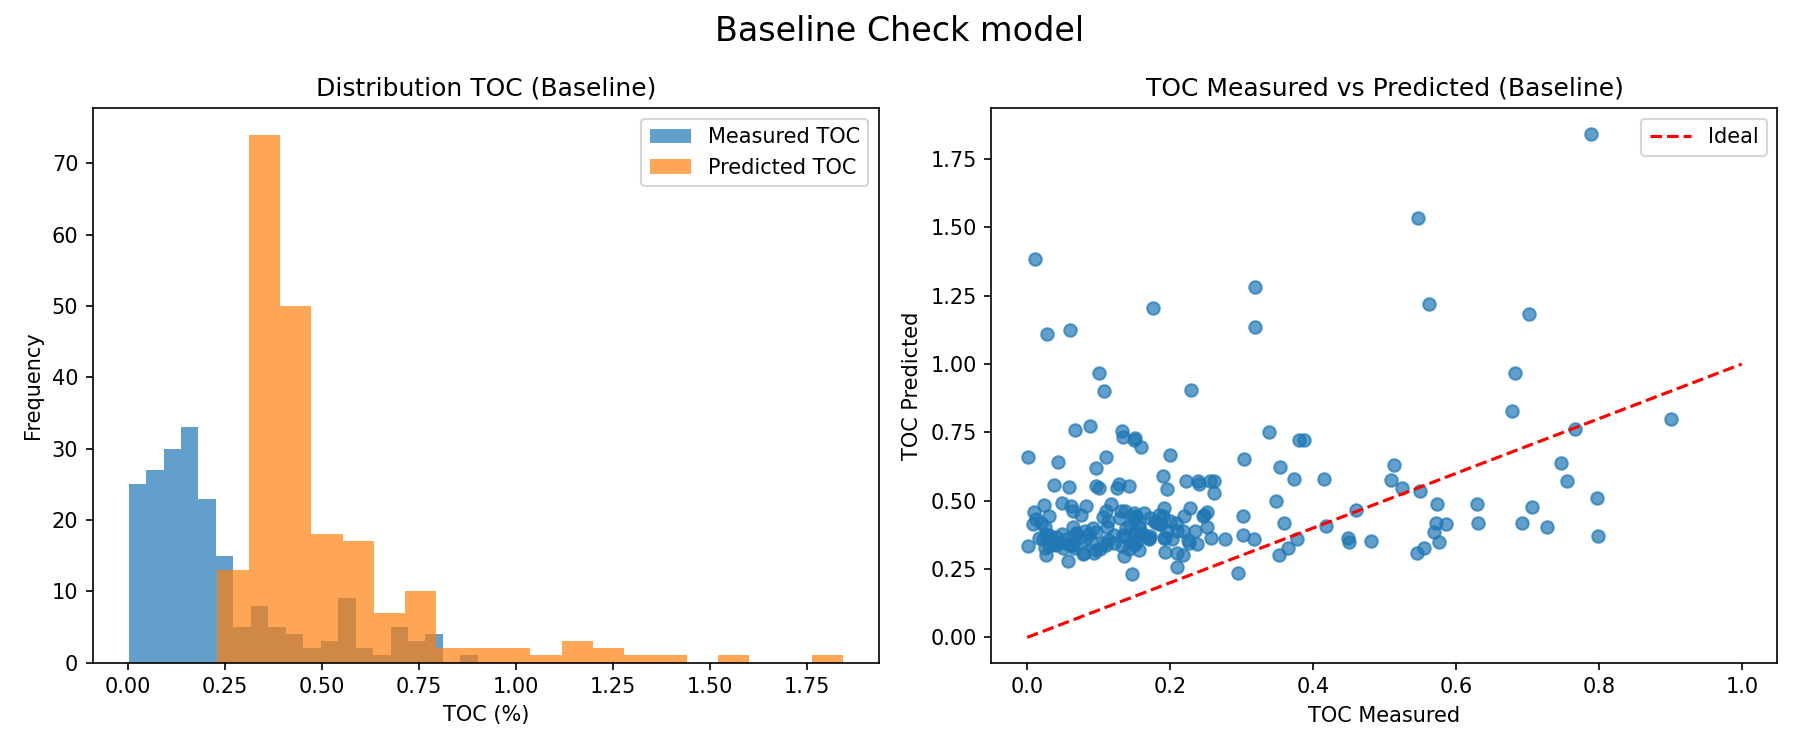 Baseline Check model
Distribution TOC (Baseline)
Measured TOC
Predicted TOC
Frequency
70
60
50
40
30
20
10
0
0.00 0.25 0.50 0.75 1.00 1.25 1.50 1.75
TOC (%)
TOC Measured vs Predicted (Baseline)
Ideal
TOC Predicted
1.75
1.50
1.25
1.00
0.75
0.50
0.25
0.00
0.0 0.2 0.4 0.6 0.8 1.0
TOC Measured